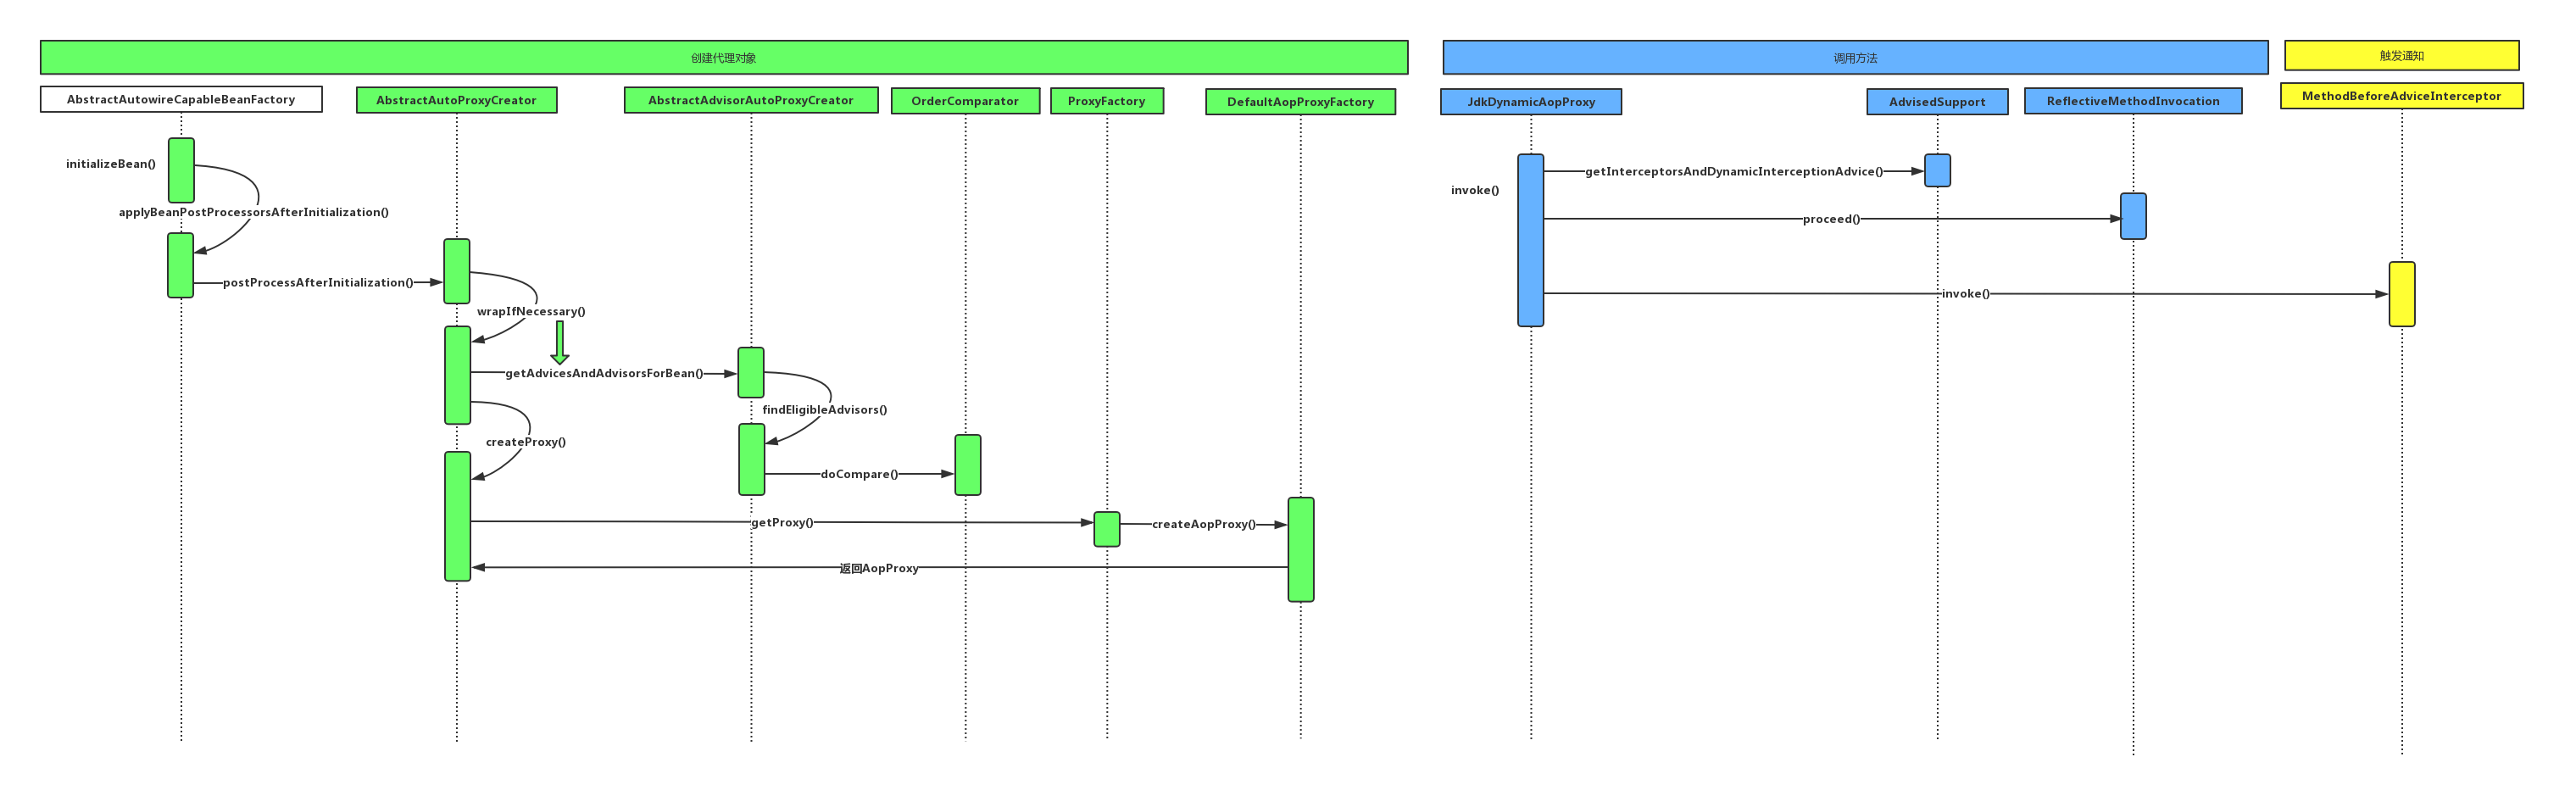 创建代理对象
调用方法
触发通知
AbstractAutowireCapableBeanFactory
AbstractAutoProxyCreator
AbstractAdvisorAutoProxyCreator
OrderComparator
ProxyFactory
DefaultAopProxyFactory
JdkDynamicAopProxy
AdvisedSupport
ReflectiveMethodInvocation
MethodBeforeAdviceInterceptor
initializeBean()
applyBeanPostProcessorsAfterInitialization()
postProcessAfterInitialization()
wrapIfNecessary()
getAdvicesAndAdvisorsForBean()
findEligibleAdvisors()
createProxy()
doCompare()
getProxy()
createAopProxy()
返回AopProxy
getInterceptorsAndDynamicInterceptionAdvice()
invoke()
proceed()
invoke()